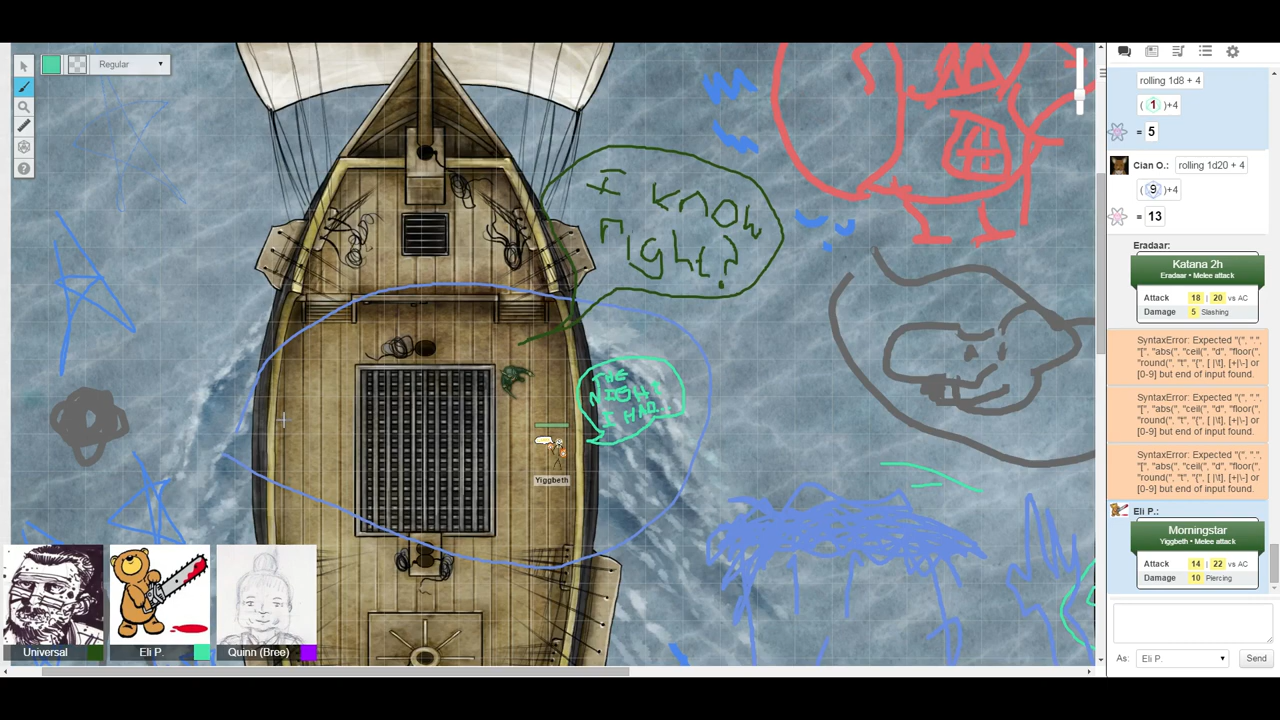 Regular
I KNOW
right?
THE
NIGHT
I HAD..
Yiggbeth
Universal
Eli P.
Quinn (Bree)
rolling 1d8 + 4
(1)+4
= 5
Cian O.: rolling 1d20 + 4
(9)+4
= 13
Eradaar:
Katana 2h
Eradaar • Melee attack
Attack 18 | 20 vs AC
Damage 5 Slashing
SyntaxError: Expected "(", ".",
"[", "abs(", "ceil(", "d", "floor(",
"round(", "t", "{", [ |\t], [+|\-] or
[0-9] but end of input found.
SyntaxError: Expected "(", ".",
"[", "abs(", "ceil(", "d", "floor(",
"round(", "t", "{", [ |\t], [+|\-] or
[0-9] but end of input found.
SyntaxError: Expected "(", ".",
"[", "abs(", "ceil(", "d", "floor(",
"round(", "t", "{", [ |\t], [+|\-] or
[0-9] but end of input found.
Eli P.:
Morningstar
Yiggbeth • Melee attack
Attack 14 | 22 vs AC
Damage 10 Piercing
As: Eli P. Send